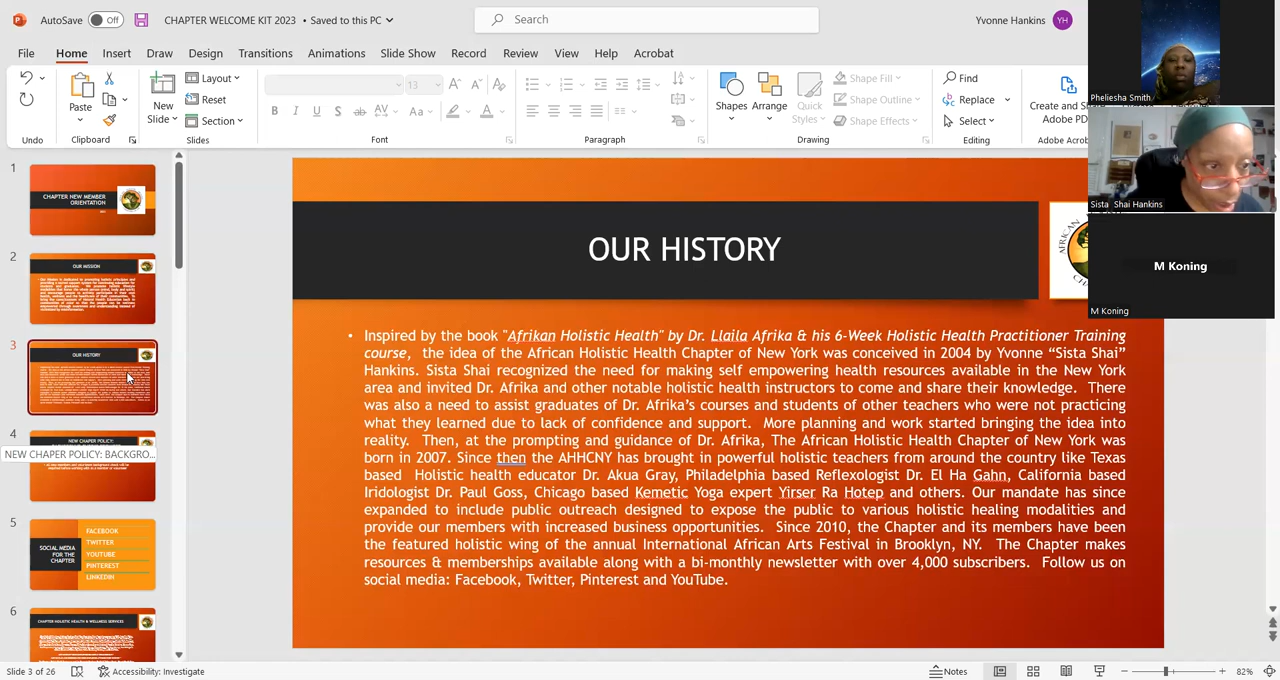 AutoSave Off CHAPTER WELCOME KIT 2023 • Saved to this PC Search Yvonne Hankins YH
File Home Insert Draw Design Transitions Animations Slide Show Record Review View Help Acrobat
Undo
Paste
Clipboard
New Slide
Layout
Reset
Section
Slides
13
Font
Paragraph
Shapes
Arrange
Quick Styles
Shape Fill
Shape Outline
Shape Effects
Drawing
Find
Replace
Select
Editing
Create and
Adobe PD
Adobe Acro
Pheliesha Smith
Sista Shai Hankins
M Koning
M Koning
1
CHAPTER NEW MEMBER
ORIENTATION
2
OUR MISSION
3
OUR HISTORY
4
NEW CHAPER POLICY:
NEW CHAPER POLICY: BACKGRO...
5
SOCIAL MEDIA
FOR THE
CHAPTER
FACEBOOK
TWITTER
YOUTUBE
PINTEREST
LINKEDIN
6
CHAPTER HOLISTIC HEALTH & WELLNESS SERVICES
OUR HISTORY
• Inspired by the book "Afrikan Holistic Health" by Dr. Llaila Afrika & his 6-Week Holistic Health Practitioner Training
course, the idea of the African Holistic Health Chapter of New York was conceived in 2004 by Yvonne “Sista Shai”
Hankins. Sista Shai recognized the need for making self empowering health resources available in the New York
area and invited Dr. Afrika and other notable holistic health instructors to come and share their knowledge. There
was also a need to assist graduates of Dr. Afrika’s courses and students of other teachers who were not practicing
what they learned due to lack of confidence and support. More planning and work started bringing the idea into
reality. Then, at the prompting and guidance of Dr. Afrika, The African Holistic Health Chapter of New York was
born in 2007. Since then the AHHCNY has brought in powerful holistic teachers from around the country like Texas
based Holistic health educator Dr. Akua Gray, Philadelphia based Reflexologist Dr. El Ha Gahn, California based
Iridologist Dr. Paul Goss, Chicago based Kemetic Yoga expert Yirser Ra Hotep and others. Our mandate has since
expanded to include public outreach designed to expose the public to various holistic healing modalities and
provide our members with increased business opportunities. Since 2010, the Chapter and its members have been
the featured holistic wing of the annual International African Arts Festival in Brooklyn, NY. The Chapter makes
resources & memberships available along with a bi-monthly newsletter with over 4,000 subscribers. Follow us on
social media: Facebook, Twitter, Pinterest and YouTube.
Slide 3 of 26 Accessibility: Investigate Notes 82%